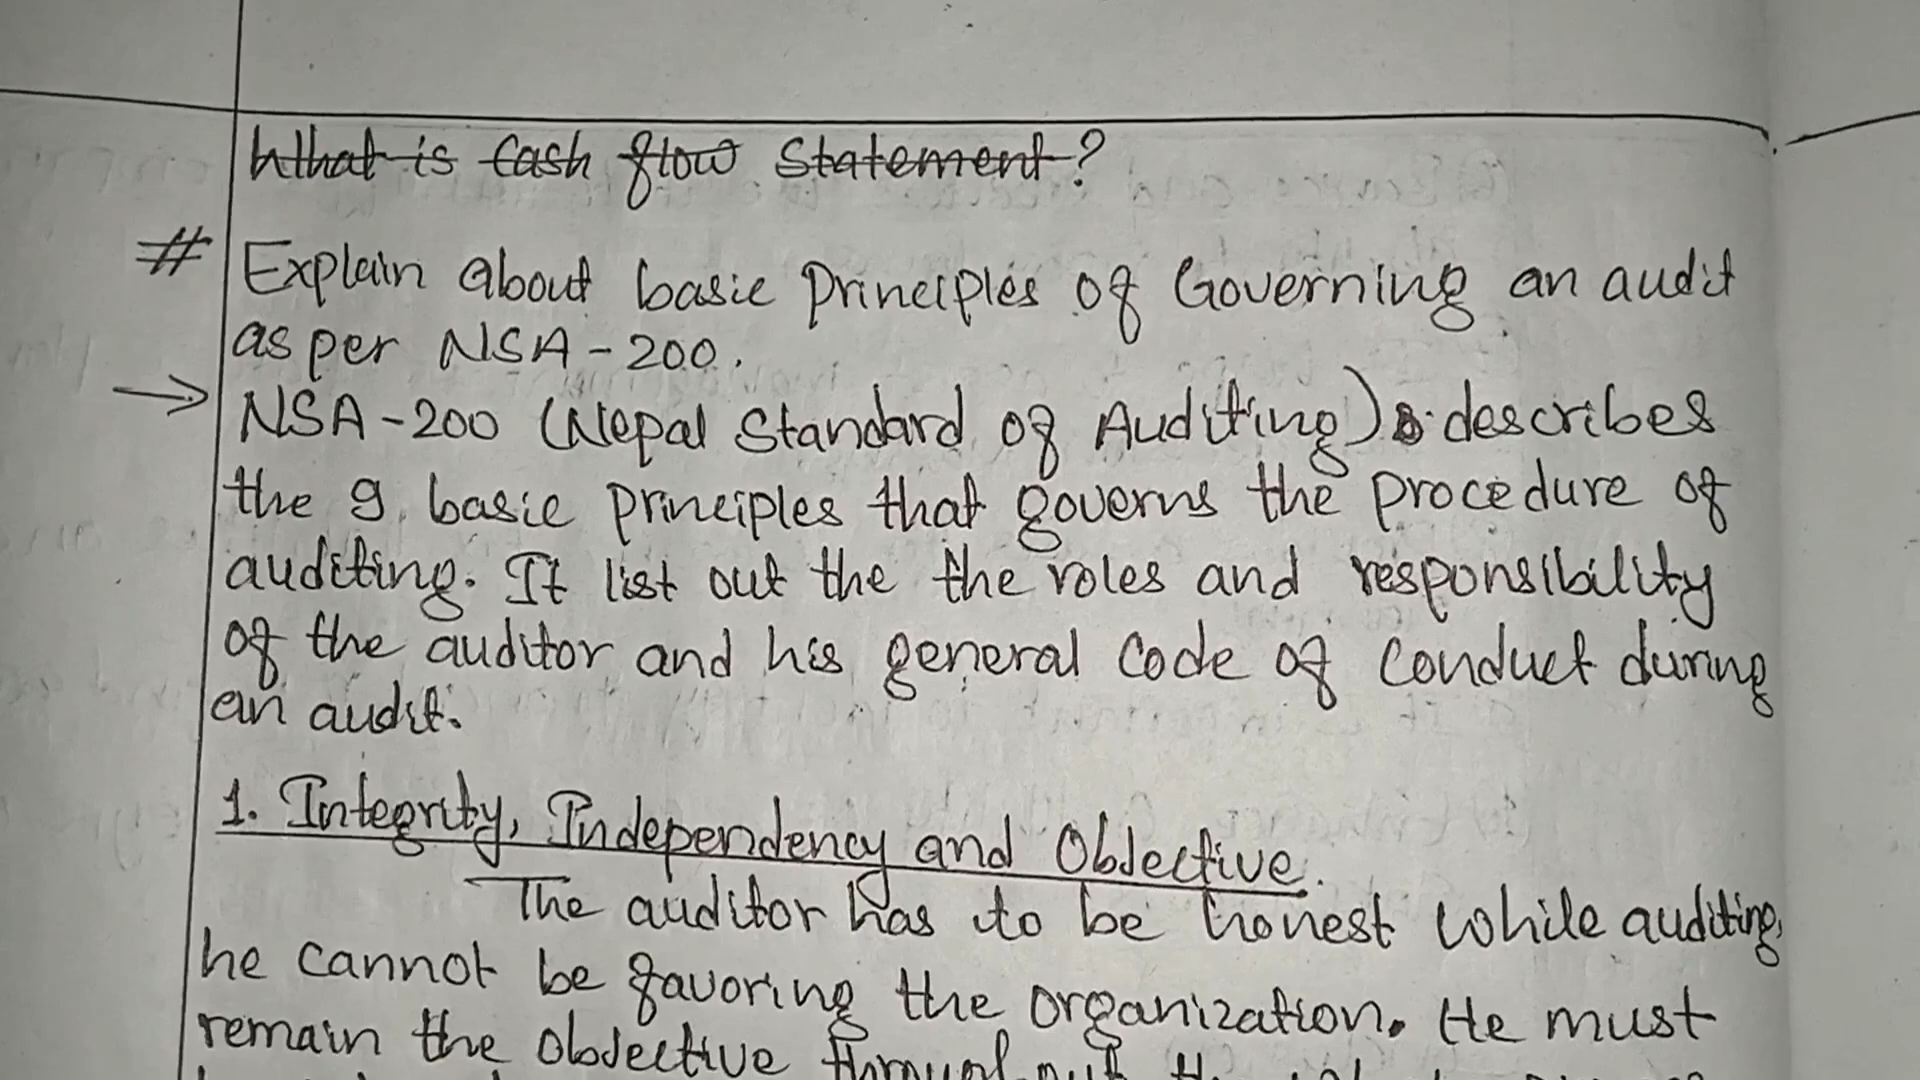 What is Cash flow Statement?
# Explain about basic Principles of Governing an audit
as per NSA-200.
→ NSA-200 (Nepal Standard of Auditing) describes
the 9 basic principles that governs the procedure of
auditing. It list out the the roles and responsibility
of the auditor and his general code of conduct during
an audit.
1. Integrity, Independency and Objective.
The auditor has to be honest while auditing,
he cannot be favoring the organization. He must
remain the objective